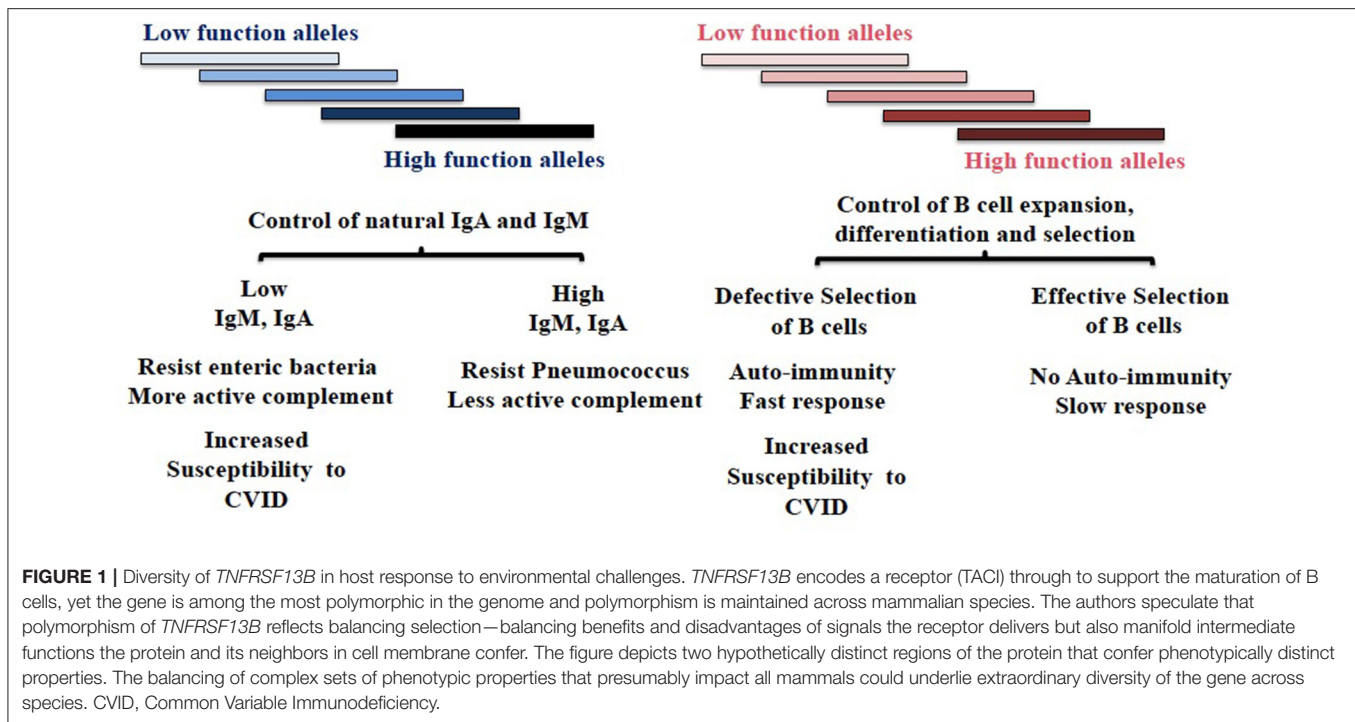 Low function alleles
High function alleles
Control of natural IgA and IgM
Low
IgM, IgA
Resist enteric bacteria
More active complement
Increased
Susceptibility to
CVID
High
IgM, IgA
Resist Pneumococcus
Less active complement
Low function alleles
High function alleles
Control of B cell expansion,
differentiation and selection
Defective Selection
of B cells
Auto-immunity
Fast response
Increased
Susceptibility to
CVID
Effective Selection
of B cells
No Auto-immunity
Slow response
FIGURE 1 | Diversity of TNFRSF13B in host response to environmental challenges. TNFRSF13B encodes a receptor (TACI) through to support the maturation of B
cells, yet the gene is among the most polymorphic in the genome and polymorphism is maintained across mammalian species. The authors speculate that
polymorphism of TNFRSF13B reflects balancing selection—balancing benefits and disadvantages of signals the receptor delivers but also manifold intermediate
functions the protein and its neighbors in cell membrane confer. The figure depicts two hypothetically distinct regions of the protein that confer phenotypically distinct
properties. The balancing of complex sets of phenotypic properties that presumably impact all mammals could underlie extraordinary diversity of the gene across
species. CVID, Common Variable Immunodeficiency.